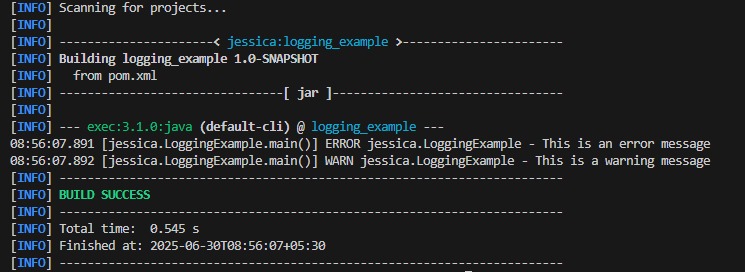 [INFO] Scanning for projects...
[INFO]
[INFO] ----------------------< jessica:logging_example >-----------------------
[INFO] Building logging_example 1.0-SNAPSHOT
[INFO]   from pom.xml
[INFO] --------------------------------[ jar ]---------------------------------
[INFO]
[INFO] --- exec:3.1.0:java (default-cli) @ logging_example ---
08:56:07.891 [jessica.LoggingExample.main()] ERROR jessica.LoggingExample - This is an error message
08:56:07.892 [jessica.LoggingExample.main()] WARN jessica.LoggingExample - This is a warning message
[INFO] ------------------------------------------------------------------------
[INFO] BUILD SUCCESS
[INFO] ------------------------------------------------------------------------
[INFO] Total time:  0.545 s
[INFO] Finished at: 2025-06-30T08:56:07+05:30
[INFO] ------------------------------------------------------------------------